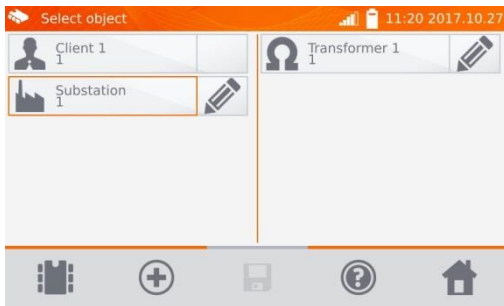 Select object
11:20 2017.10.27
Client 1
1
Substation
1
Transformer 1
1